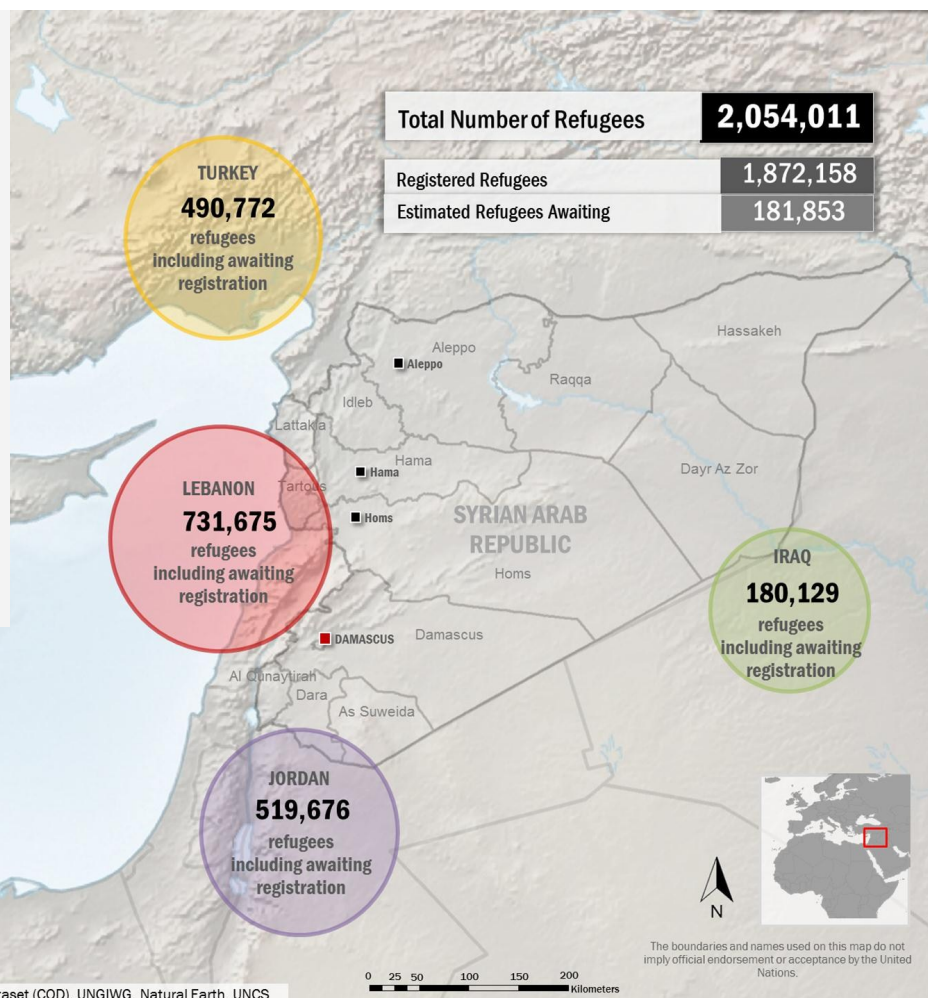 Total Number of Refugees 2,054,011
Registered Refugees 1,872,158
Estimated Refugees Awaiting 181,853
TURKEY
490,772
refugees
including awaiting
registration
Hassakeh
Aleppo
Aleppo
Raqqa
Idleb
Lattakia
Hama
Hama
Dayr Az Zor
Tartous
LEBANON
731,675
refugees
including awaiting
registration
Homs
SYRIAN ARAB
REPUBLIC
Homs
IRAQ
180,129
refugees
including awaiting
registration
DAMASCUS
Damascus
Al Qunaytirah
Dara
As Suweida
JORDAN
519,676
refugees
including awaiting
registration
N
The boundaries and names used on this map do not
imply official endorsement or acceptance by the United
Nations.
0 25 50 100 150 200
Kilometers
(COD), UNGIWG, Natural Earth, UNCS